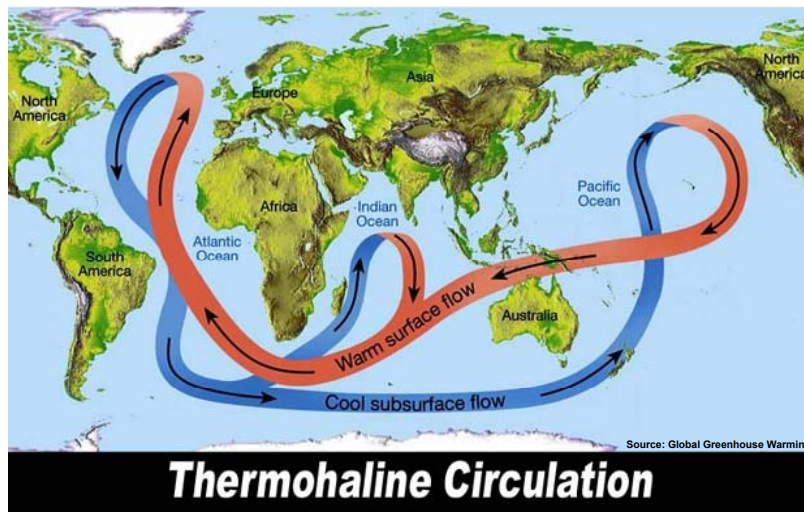 North
America
Europe
Asia
North
America
Africa
Indian
Ocean
Pacific
Ocean
Atlantic
Ocean
South
America
Australia
Warm surface flow
Cool subsurface flow
Source: Global Greenhouse Warmin
Thermohaline Circulation